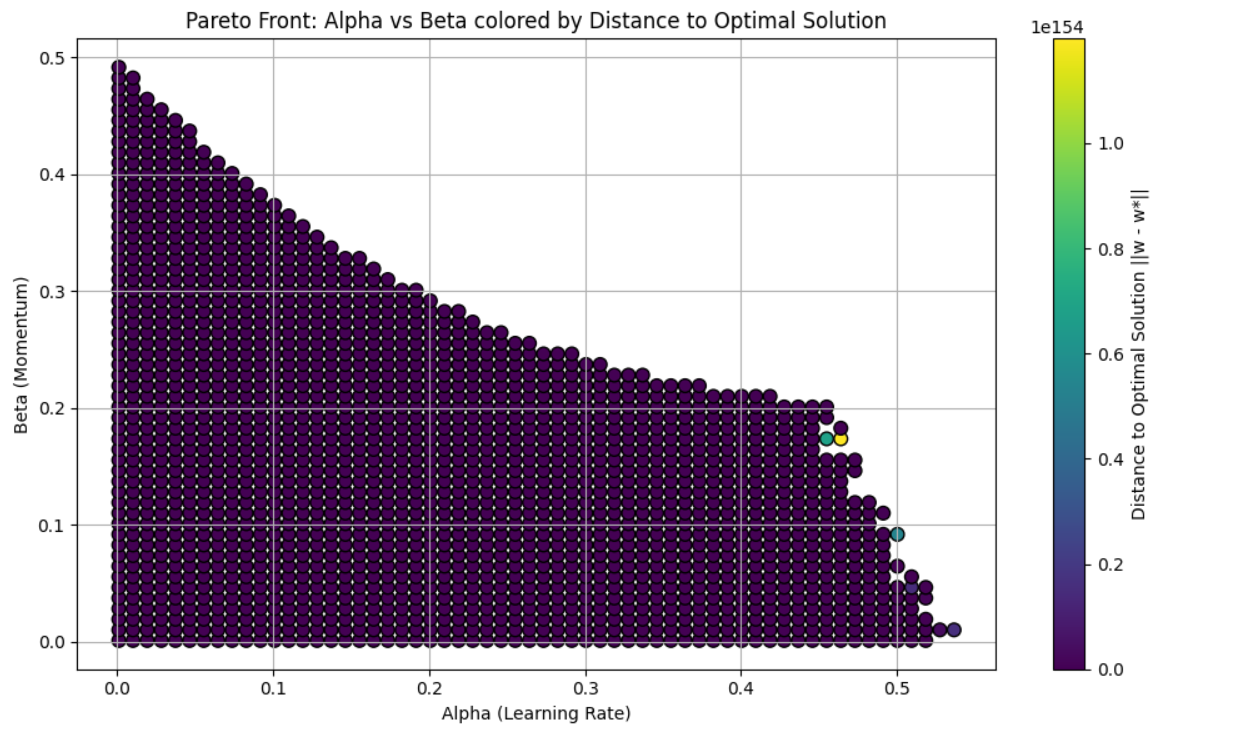 Pareto Front: Alpha vs Beta colored by Distance to Optimal Solution
1e154
0.5
0.4
0.3
0.2
0.1
0.0
Beta (Momentum)
0.0 0.1 0.2 0.3 0.4 0.5
Alpha (Learning Rate)
1.0
0.8
0.6
0.4
0.2
0.0
Distance to Optimal Solution ||w - w*||